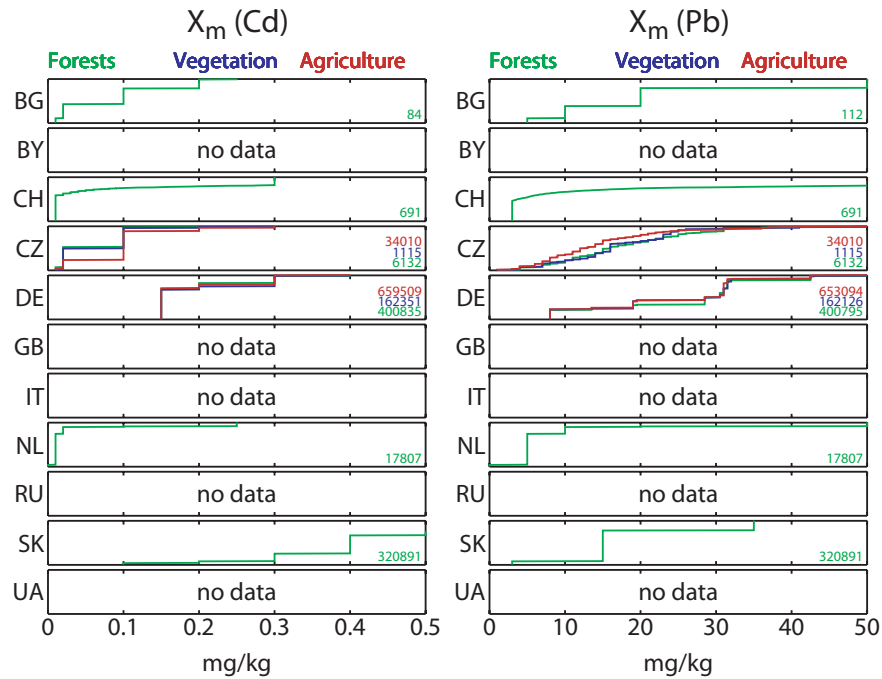 X_m (Cd) X_m (Pb)
Forests Vegetation Agriculture Forests Vegetation Agriculture
BG 84 BG 112
BY no data BY no data
CH 691 CH 691
CZ 34010 CZ 34010
1115 1115
6132 6132
DE 659509 DE 653094
162351 162126
400835 400795
GB no data GB no data
IT no data IT no data
NL 17807 NL 17807
RU no data RU no data
SK 320891 SK 320891
UA no data UA no data
0 0.1 0.2 0.3 0.4 0.5 0 10 20 30 40 50
mg/kg mg/kg